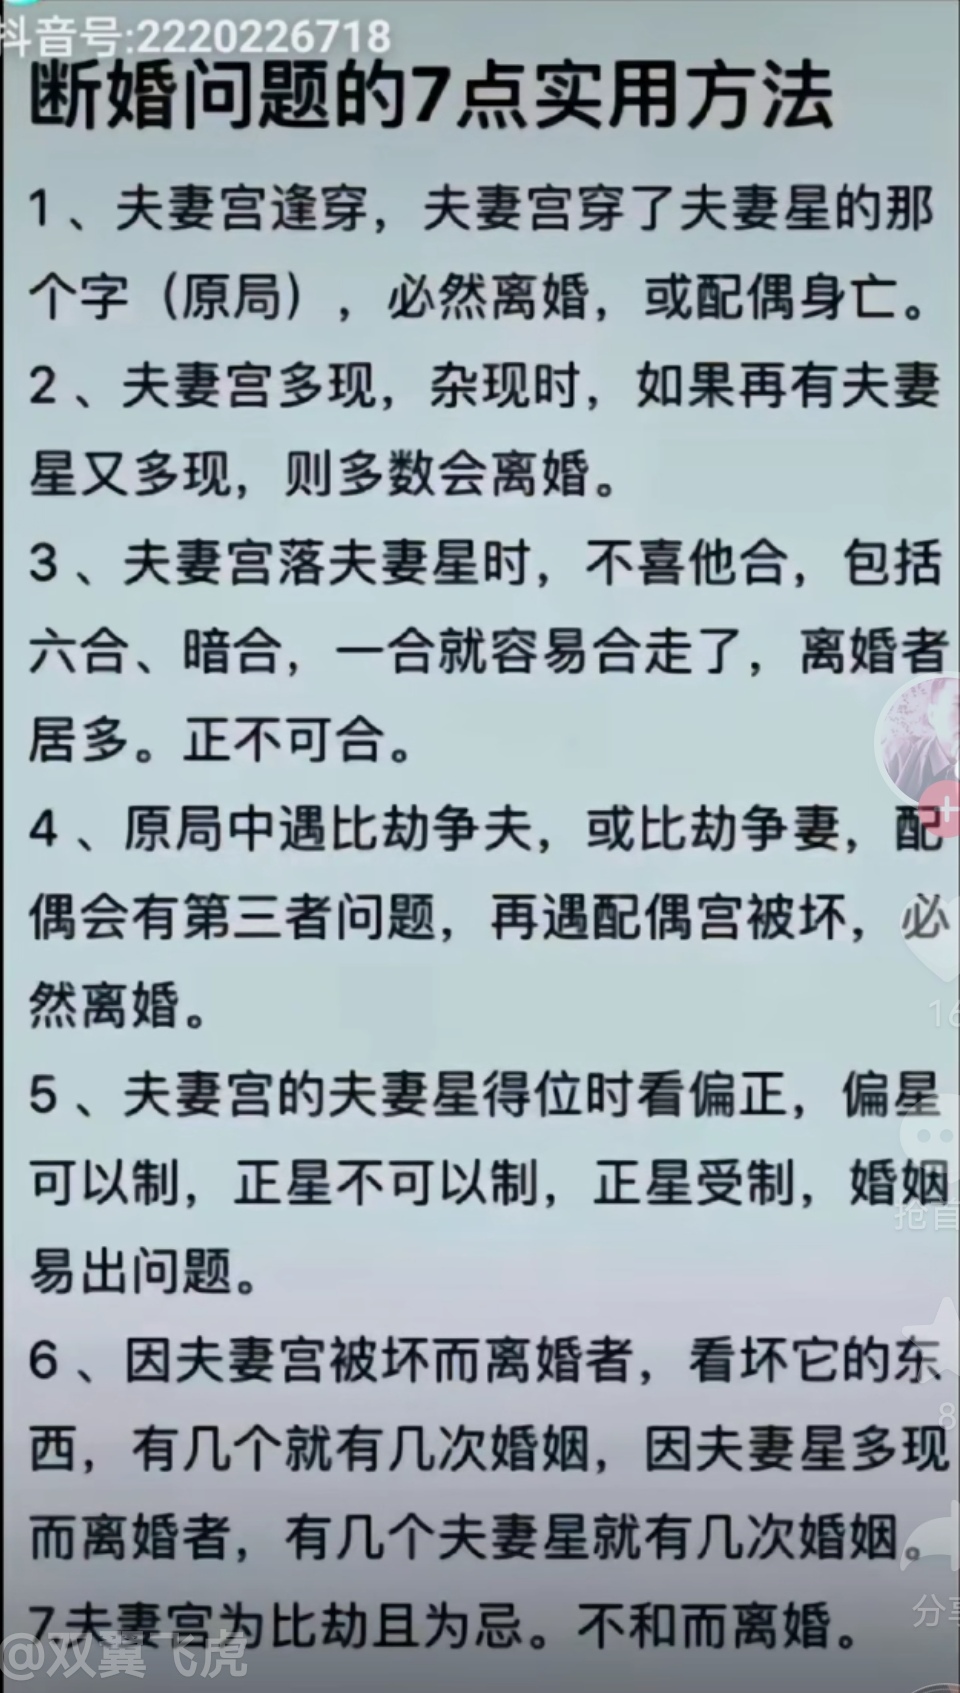 抖音号:2220226718
断婚问题的7点实用方法
1、夫妻宫逢穿，夫妻宫穿了夫妻星的那
个字（原局），必然离婚，或配偶身亡。
2、夫妻宫多现，杂现时，如果再有夫妻
星又多现，则多数会离婚。
3、夫妻宫落夫妻星时，不喜他合，包括
六合、暗合，一合就容易合走了，离婚者
居多。正不可合。
4、原局中遇比劫争夫，或比劫争妻，配
偶会有第三者问题，再遇配偶宫被坏，必
然离婚。
5、夫妻宫的夫妻星得位时看偏正，偏星
可以制，正星不可以制，正星受制，婚姻
易出问题。
6、因夫妻宫被坏而离婚者，看坏它的东
西，有几个就有几次婚姻，因夫妻星多现
而离婚者，有几个夫妻星就有几次婚姻。
7夫妻宫为比劫且为忌。不和而离婚。
@双翼飞虎
抢首
分享